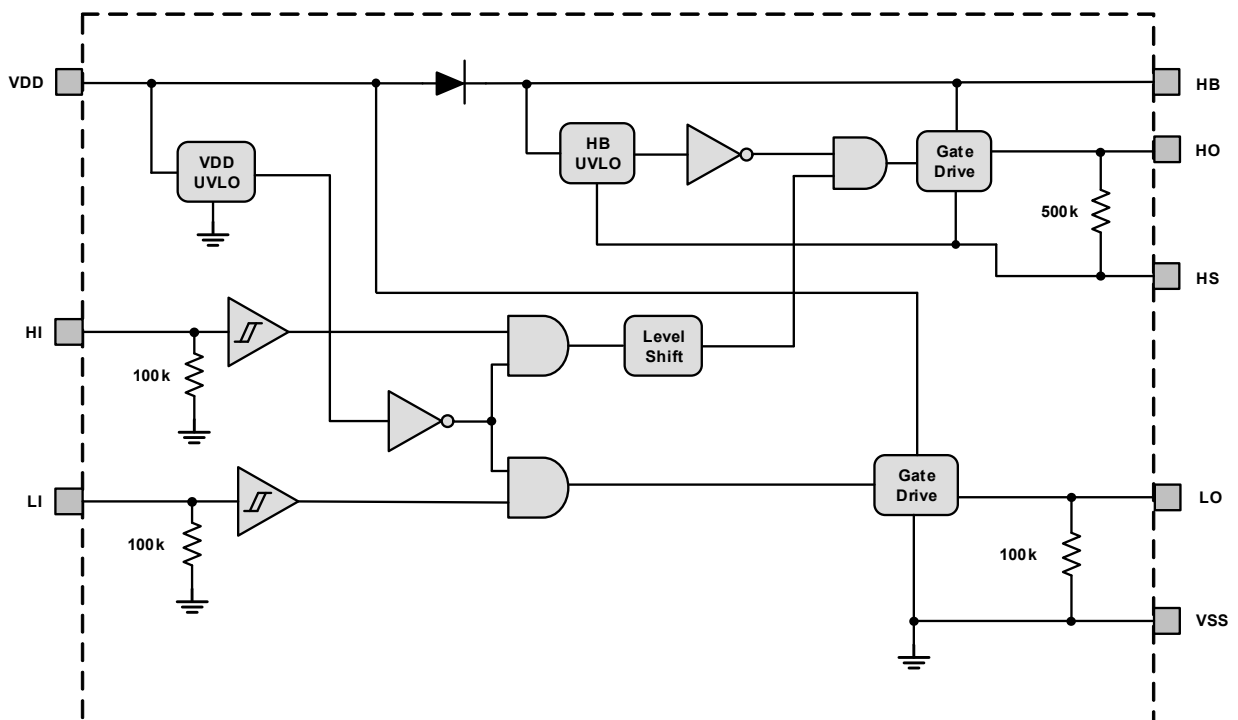 VDD
HB
VDD
UVLO
HB
UVLO
Gate
Drive
HO
500k
HS
HI
100k
Level
Shift
LI
100k
Gate
Drive
LO
100k
VSS